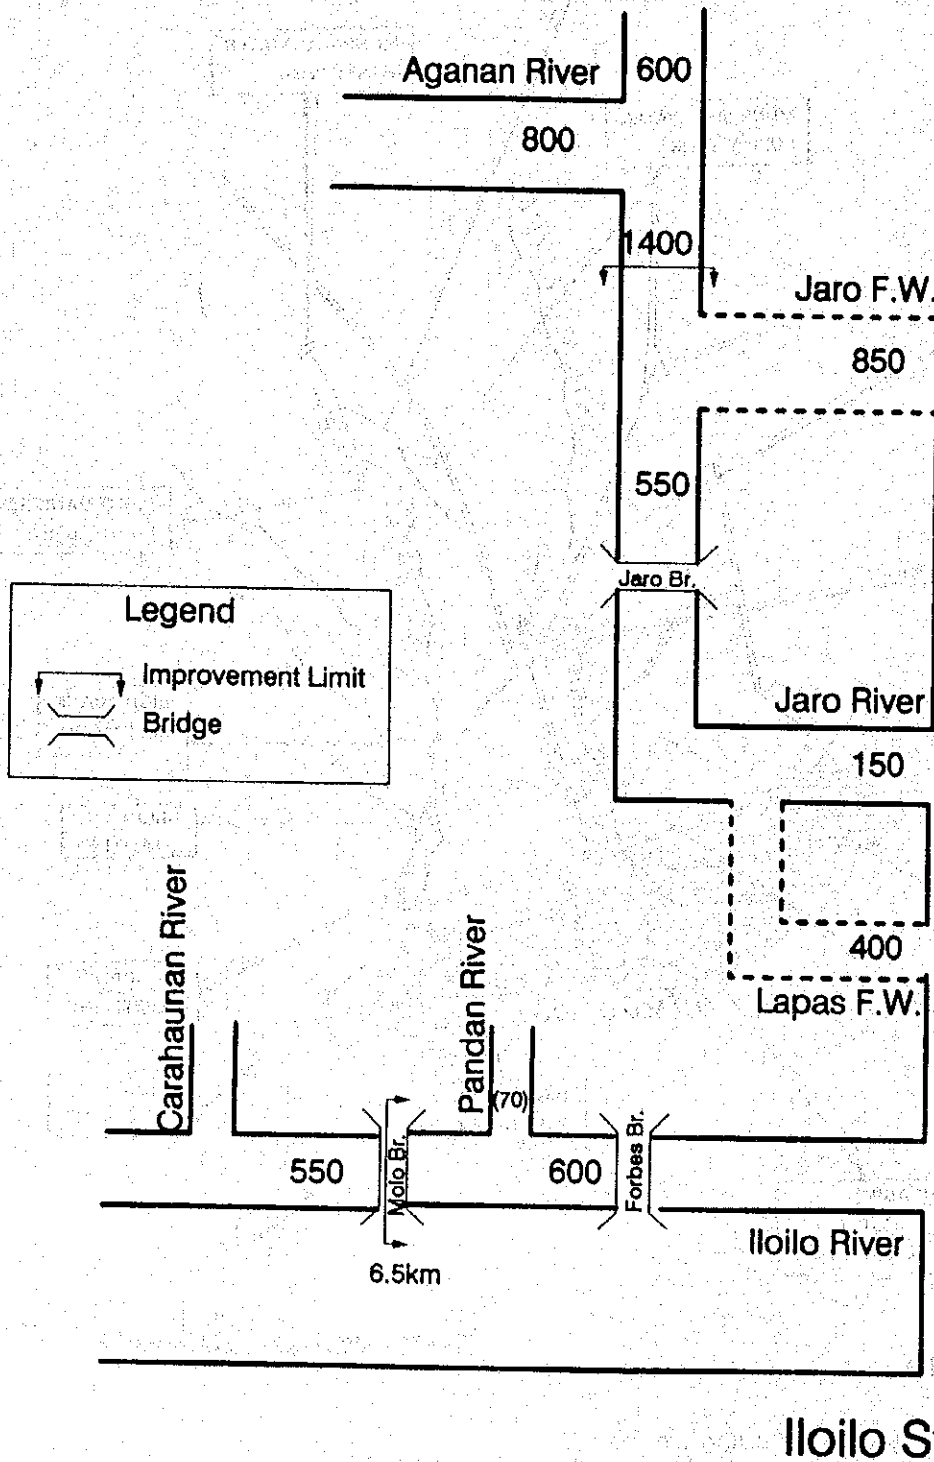 Aganan River
600
800
1400
Jaro F.W.
850
550
Jaro Br.
Legend
Improvement Limit
Bridge
Jaro River
150
400
Lapas F.W.
Carahaunan River
Pandan River
(70)
550
Molo Br.
600
Forbes Br.
Iloilo River
6.5km
Iloilo S